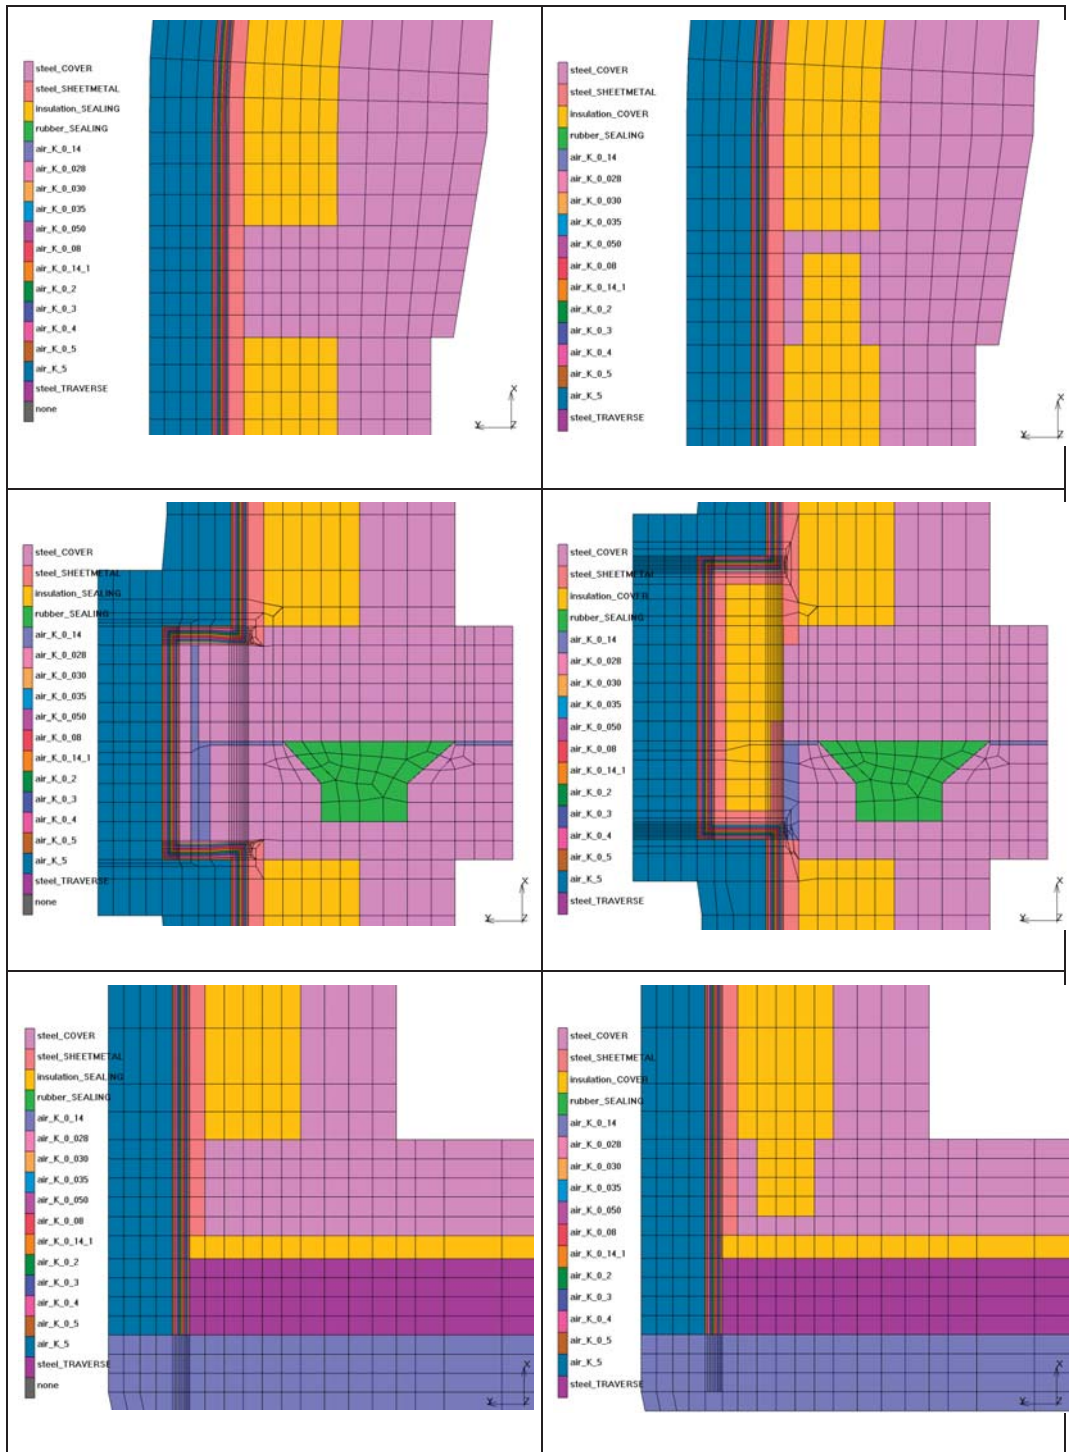 steel_COVER
steel_SHEETMETAL
insulation_SEALING
rubber_SEALING
air_K_0_14
air_K_0_028
air_K_0_030
air_K_0_035
air_K_0_050
air_K_0_08
air_K_0_14_1
air_K_0_2
air_K_0_3
air_K_0_4
air_K_0_5
air_K_5
steel_TRAVERSE
none
X
Y
Z
steel_COVER
steel_SHEETMETAL
insulation_COVER
rubber_SEALING
air_K_0_14
air_K_0_028
air_K_0_030
air_K_0_035
air_K_0_050
air_K_0_08
air_K_0_14_1
air_K_0_2
air_K_0_3
air_K_0_4
air_K_0_5
air_K_5
steel_TRAVERSE
X
Y
Z
steel_COVER
steel_SHEETMETAL
insulation_SEALING
rubber_SEALING
air_K_0_14
air_K_0_028
air_K_0_030
air_K_0_035
air_K_0_050
air_K_0_08
air_K_0_14_1
air_K_0_2
air_K_0_3
air_K_0_4
air_K_0_5
air_K_5
steel_TRAVERSE
none
X
Y
Z
steel_COVER
steel_SHEETMETAL
insulation_COVER
rubber_SEALING
air_K_0_14
air_K_0_028
air_K_0_030
air_K_0_035
air_K_0_050
air_K_0_08
air_K_0_14_1
air_K_0_2
air_K_0_3
air_K_0_4
air_K_0_5
air_K_5
steel_TRAVERSE
X
Y
Z
steel_COVER
steel_SHEETMETAL
insulation_SEALING
rubber_SEALING
air_K_0_14
air_K_0_028
air_K_0_030
air_K_0_035
air_K_0_050
air_K_0_08
air_K_0_14_1
air_K_0_2
air_K_0_3
air_K_0_4
air_K_0_5
air_K_5
steel_TRAVERSE
none
X
Y
Z
steel_COVER
steel_SHEETMETAL
insulation_COVER
rubber_SEALING
air_K_0_14
air_K_0_028
air_K_0_030
air_K_0_035
air_K_0_050
air_K_0_08
air_K_0_14_1
air_K_0_2
air_K_0_3
air_K_0_4
air_K_0_5
air_K_5
steel_TRAVERSE
X
Y
Z